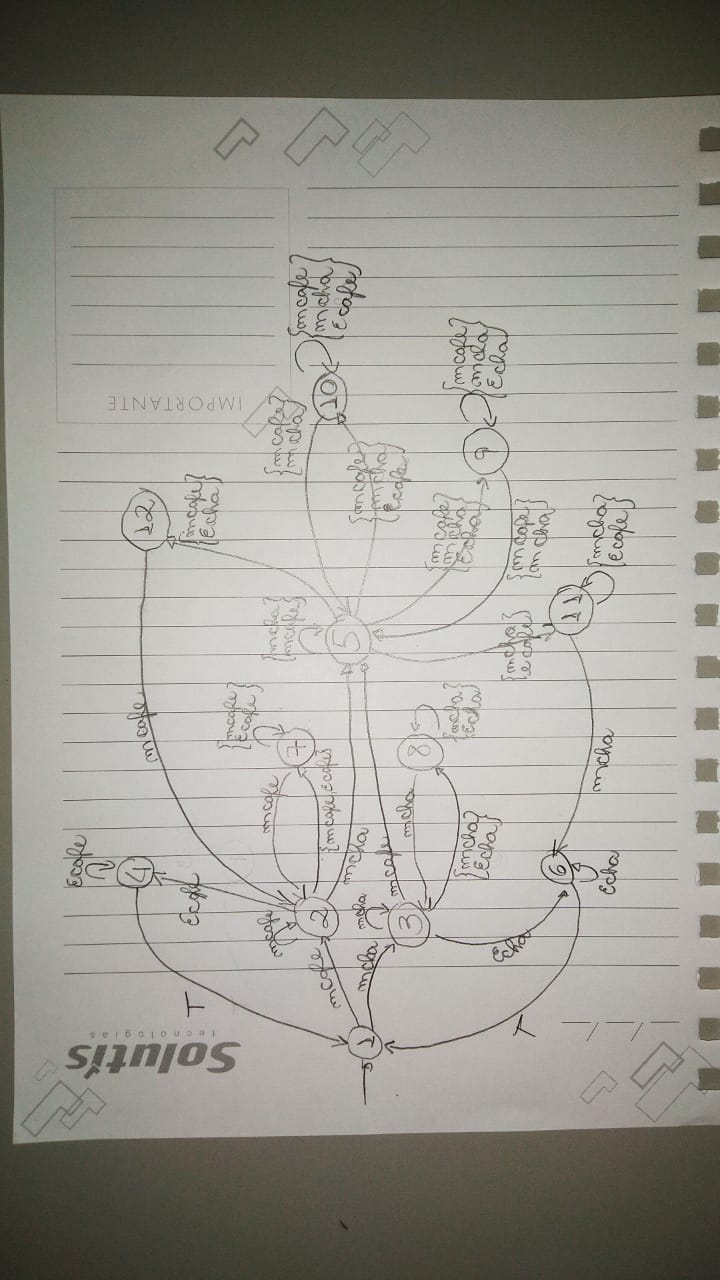 Solutis
tecnologias
IMPORTANTE
T
Ecafe
4
Ecafe
mcafe
12
{mcafe}
{Echa}
mcafe
mcafe
2
mcafe
{mcafe}
{Ecafe}
7
{mcafe, Ecafe}
mcha
{mcha}
{mcafe}
5
{mcafe}
{mcha}
10
{mcafe}
{mcha}
{Ecafe}
{mcafe}
{mcha}
{Ecafe}
1
mcha
mcha
3
mcafe
mcha
8
{mcha}
{Echa}
{mcha}
{Echa}
{mcafe}
{mcha}
{Echa}
9
{mcafe}
{mcha}
{Echa}
{mcafe}
{mcha}
{mcha}
{ecafe}
11
{mcha}
{Ecafe}
T
Echa
6
Echa
mcha